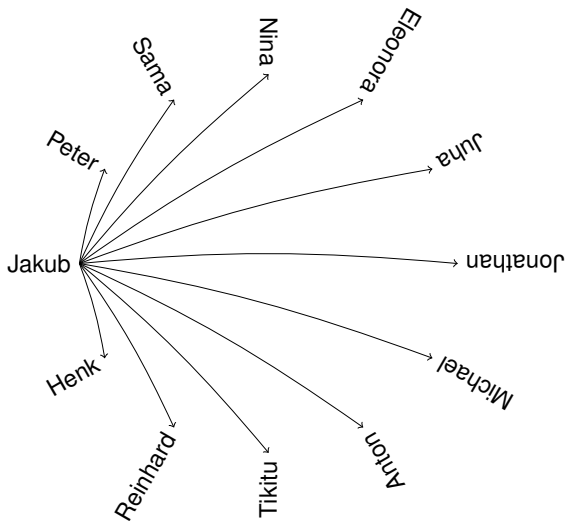 Jakub
Peter
Sama
Nina
Eleonora
Juha
Jonathan
Michael
Anton
Tikitu
Reinhard
Henk